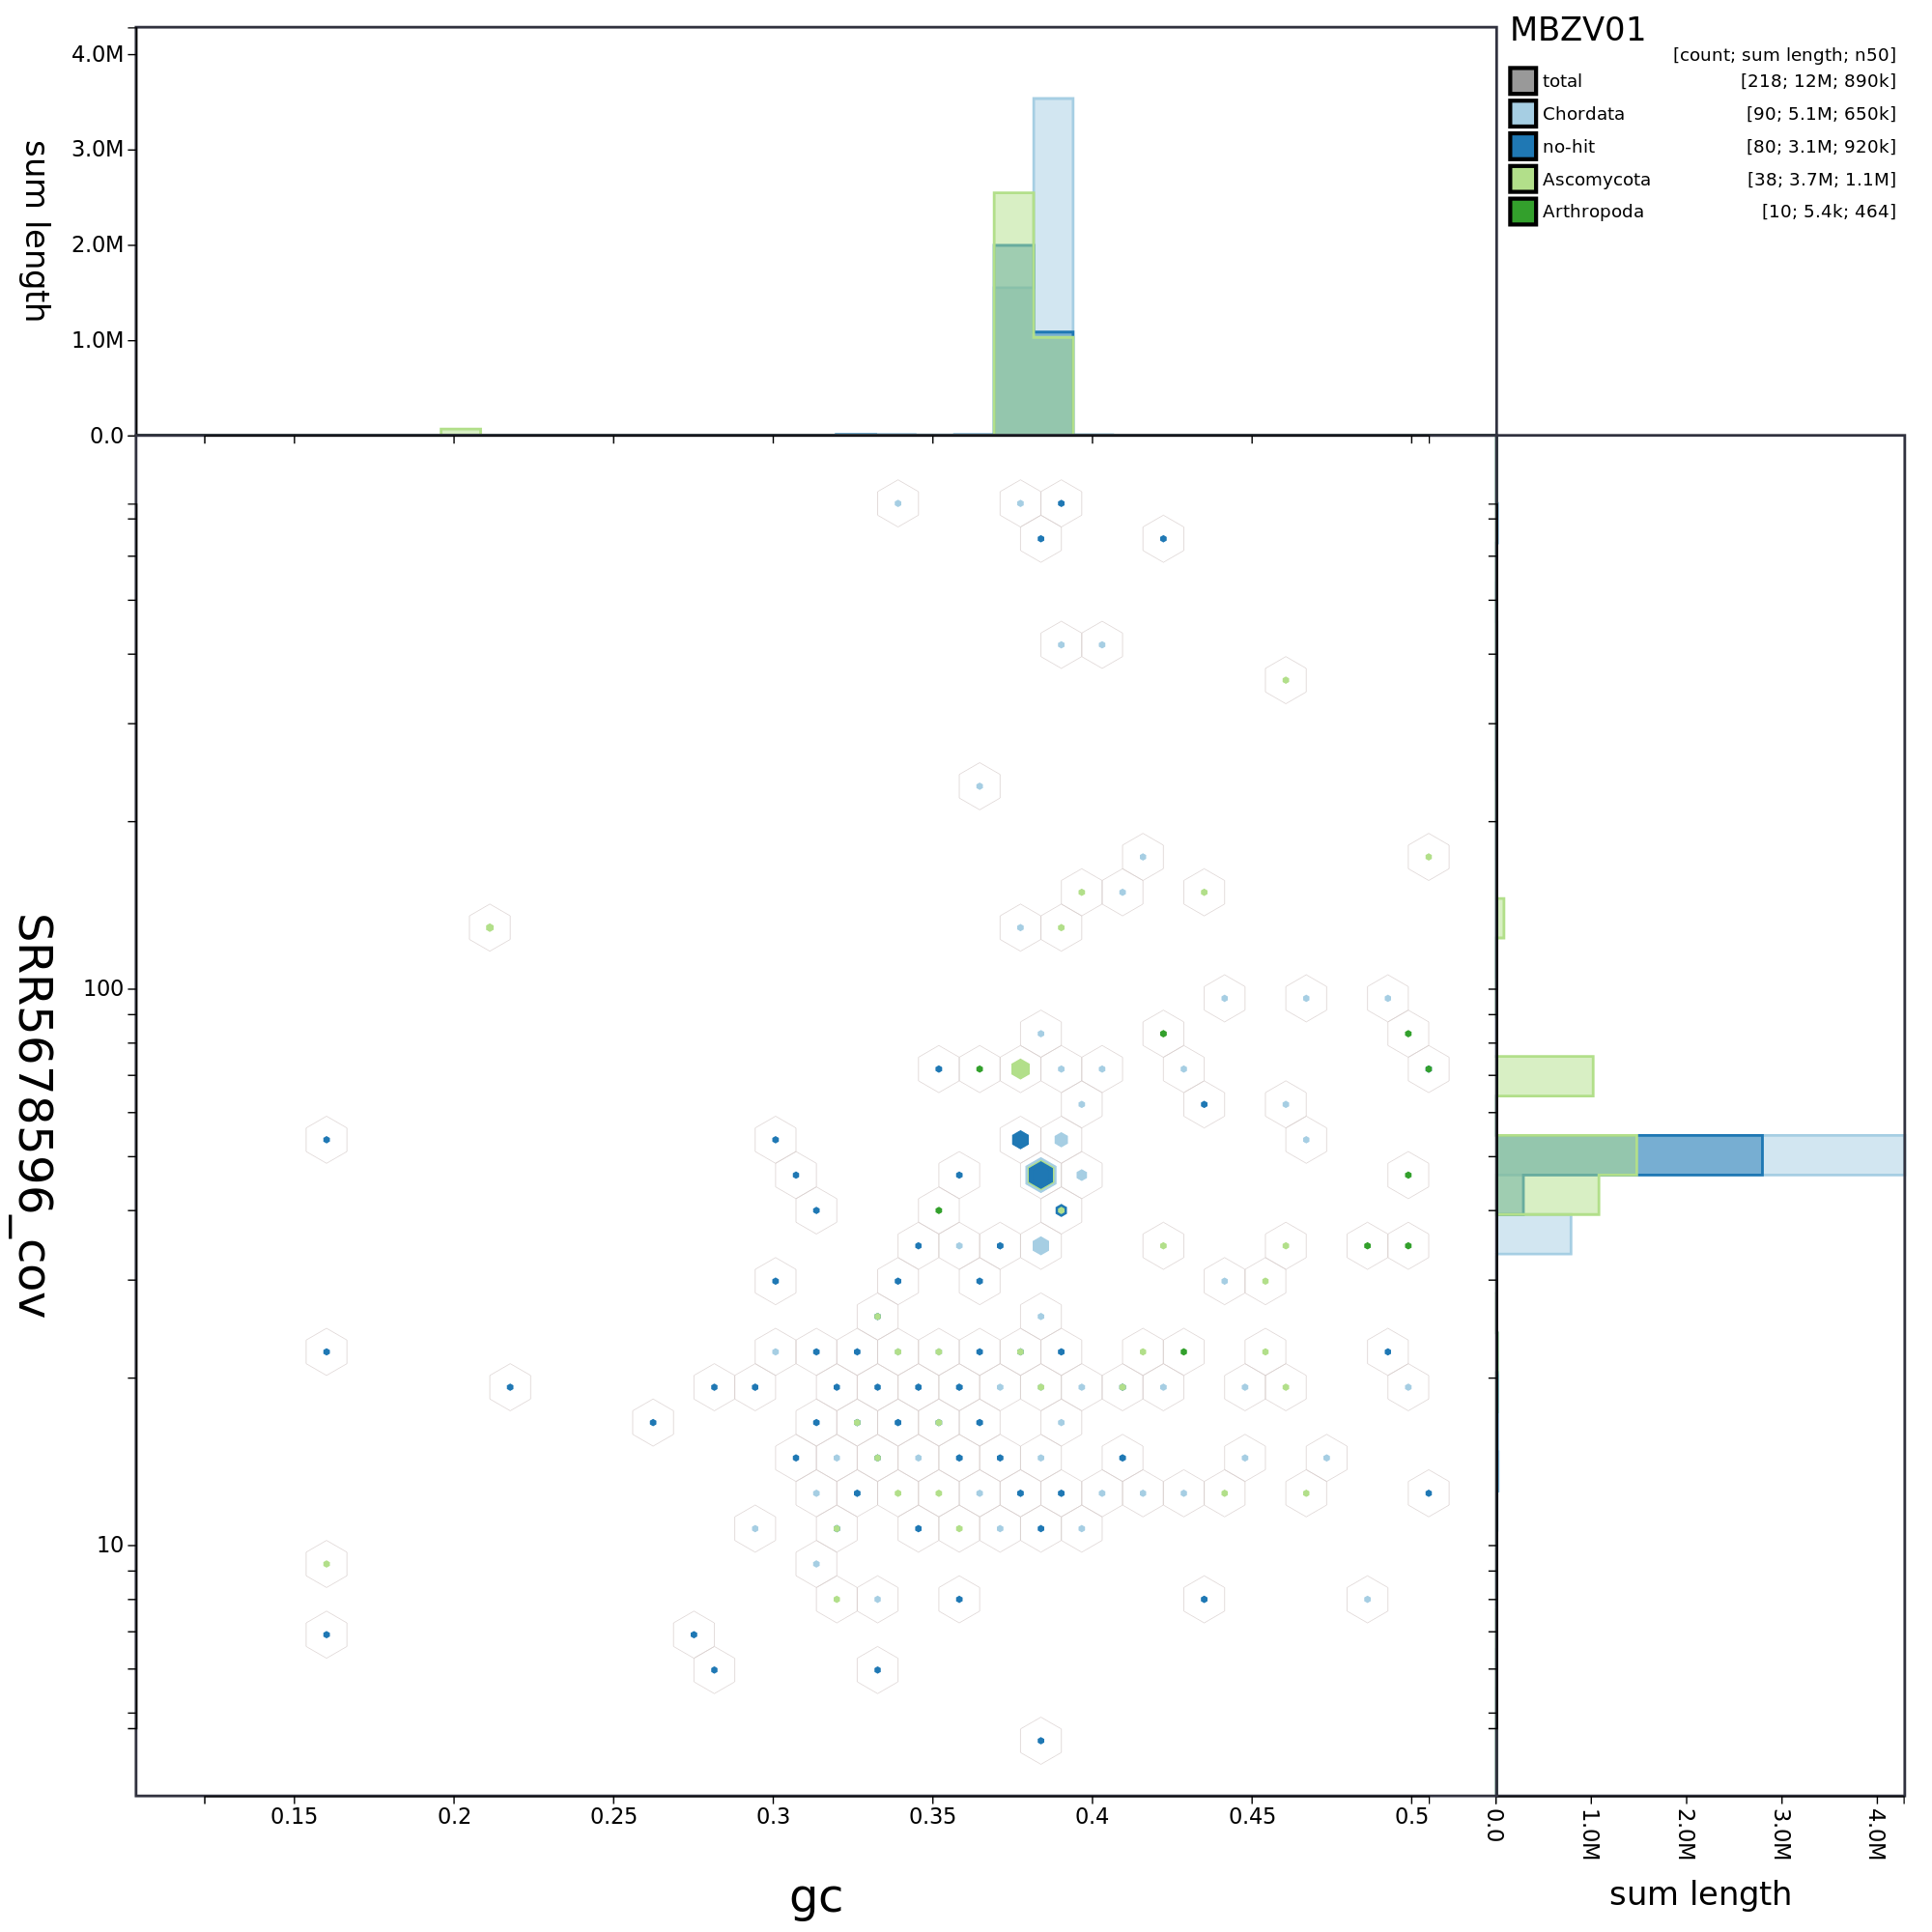 MBZV01
[count; sum length; n50]
total [218; 12M; 890k]
Chordata [90; 5.1M; 650k]
no-hit [80; 3.1M; 920k]
Ascomycota [38; 3.7M; 1.1M]
Arthropoda [10; 5.4k; 464]
4.0M
3.0M
2.0M
1.0M
0.0
sum length
SRR5678596_cov
100
10
0.15 0.2 0.25 0.3 0.35 0.4 0.45 0.5
gc
0.0 1.0M 2.0M 3.0M 4.0M
sum length